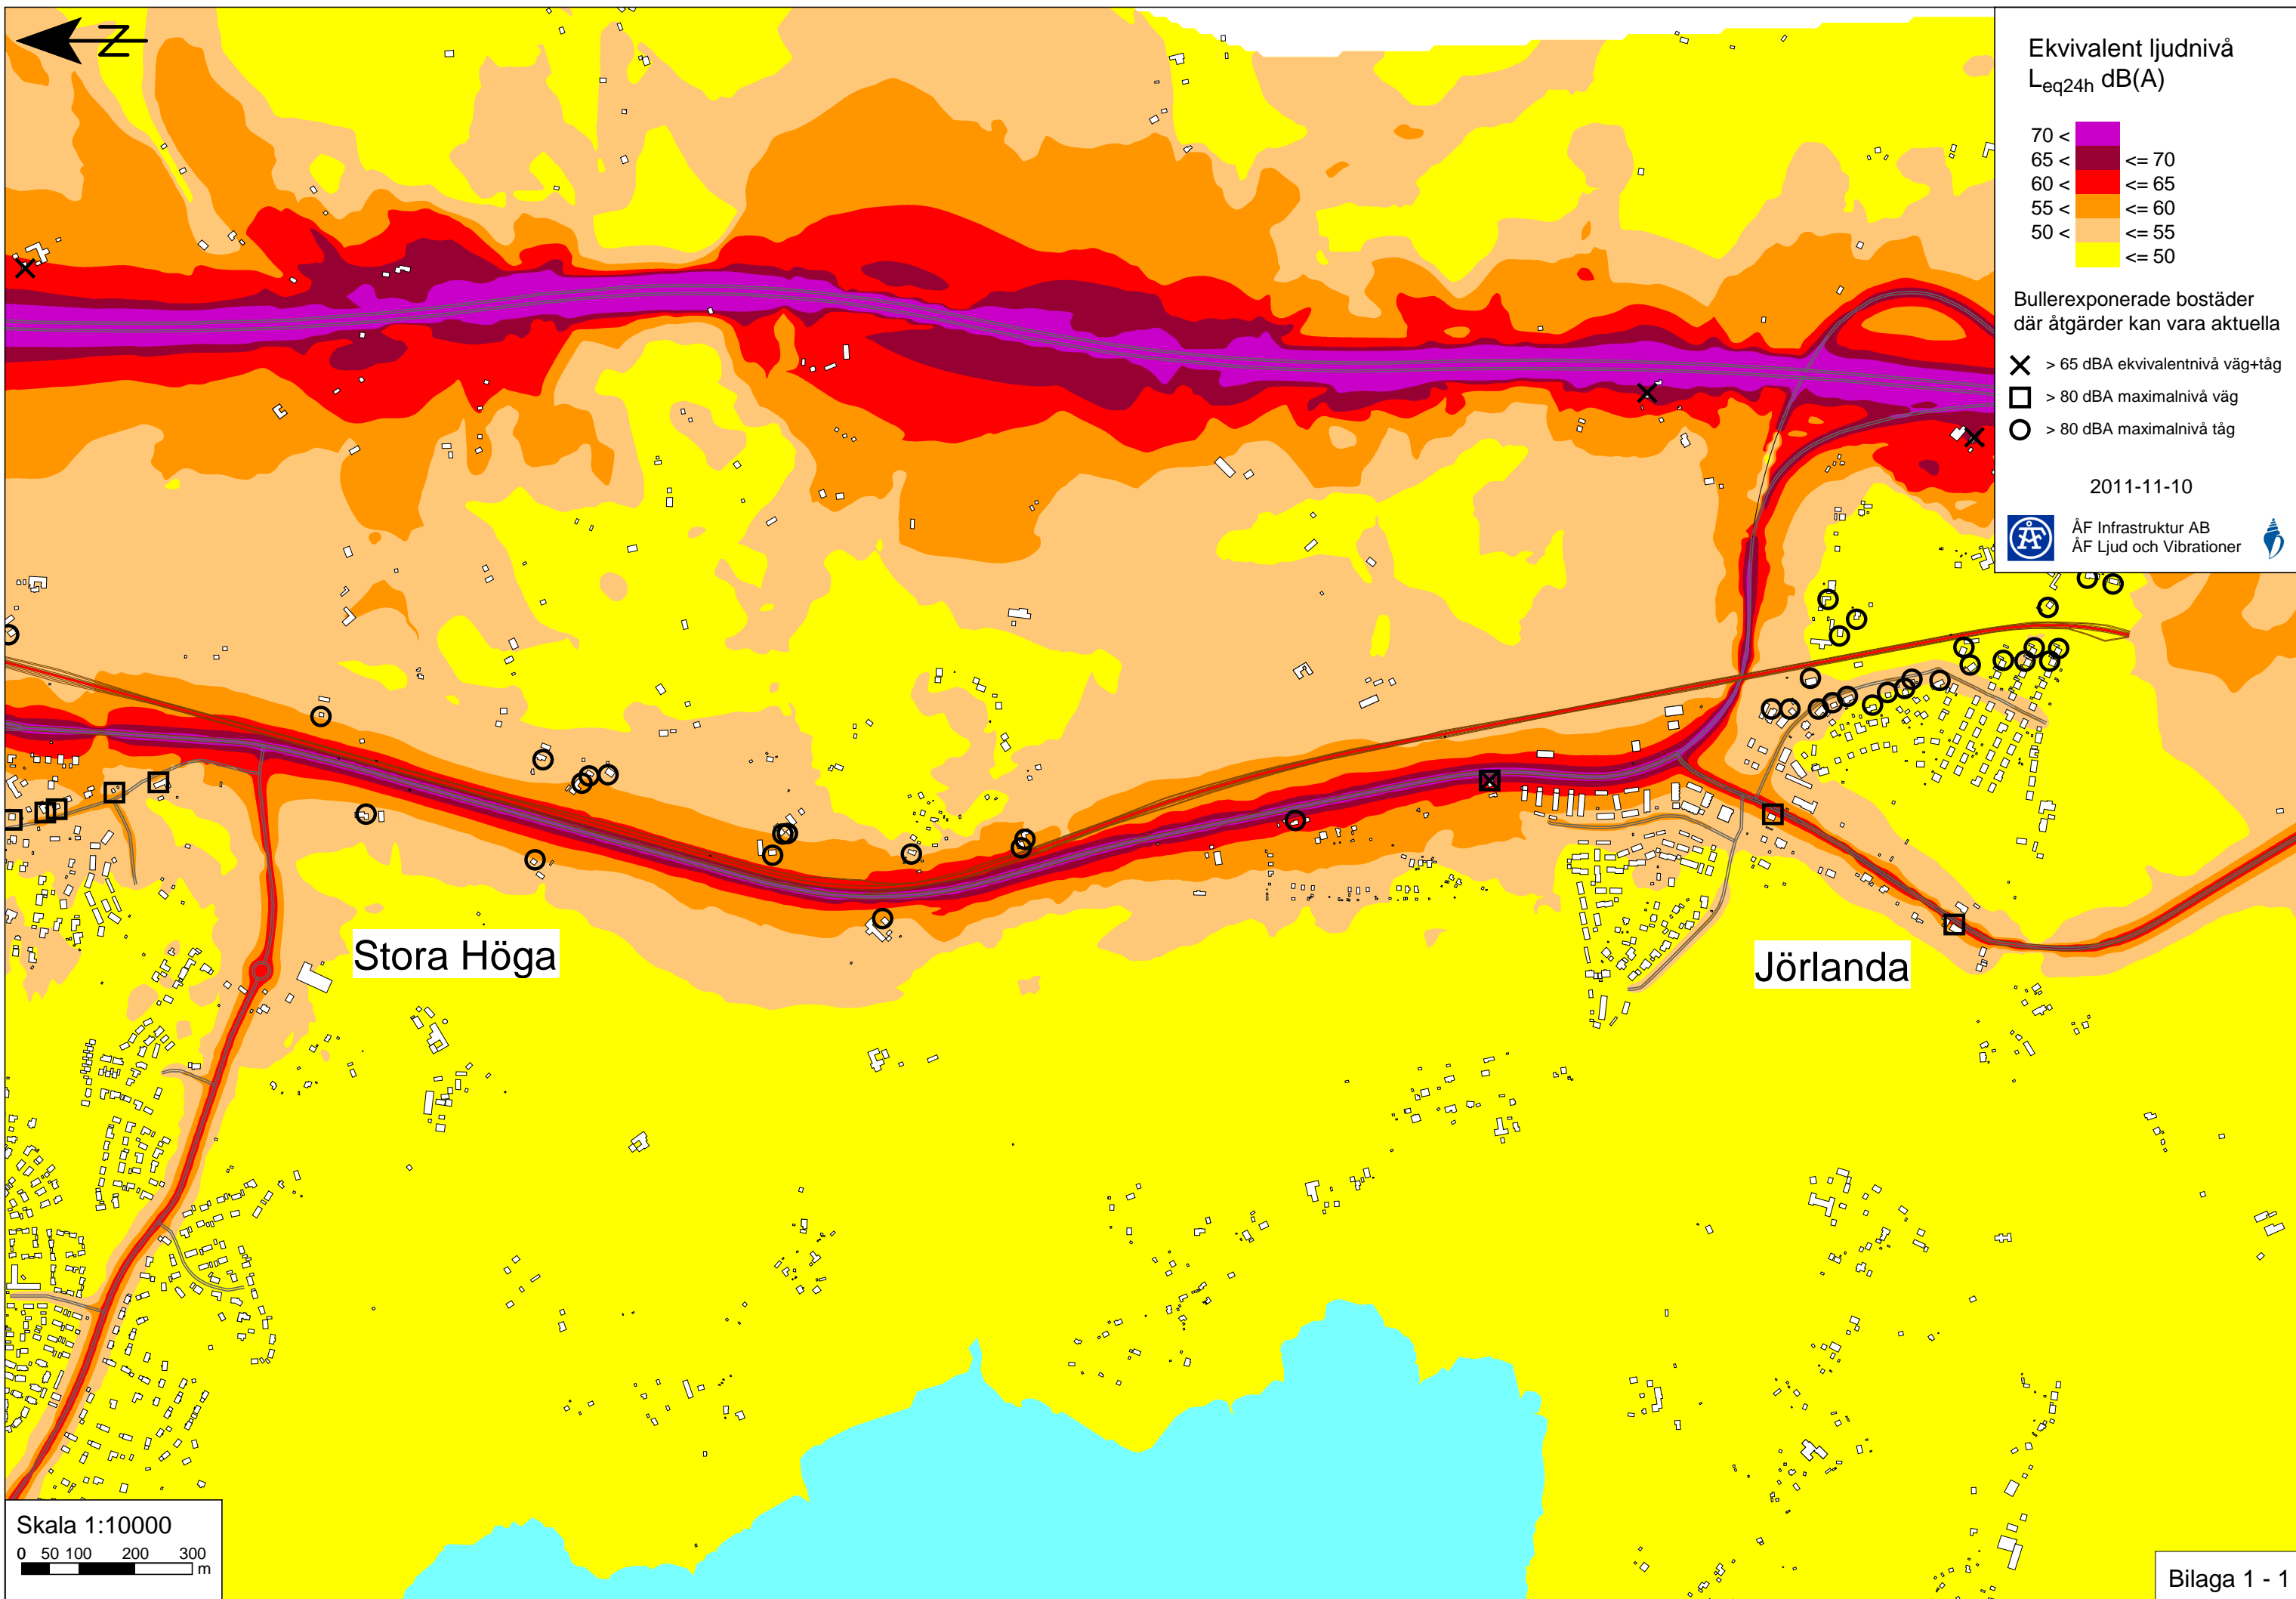 Z
Ekvivalent ljudnivå
Leq24h dB(A)
70 <
65 < <= 70
60 < <= 65
55 < <= 60
50 < <= 55
<= 50
Bullerexponerade bostäder
där åtgärder kan vara aktuella
> 65 dBA ekvivalentnivå väg+tåg
> 80 dBA maximalnivå väg
> 80 dBA maximalnivå tåg
2011-11-10
ÅF
ÅF Infrastruktur AB
ÅF Ljud och Vibrationer
Stora Höga
Jörlanda
Skala 1:10000
0 50 100 200 300
m
Bilaga 1 - 1